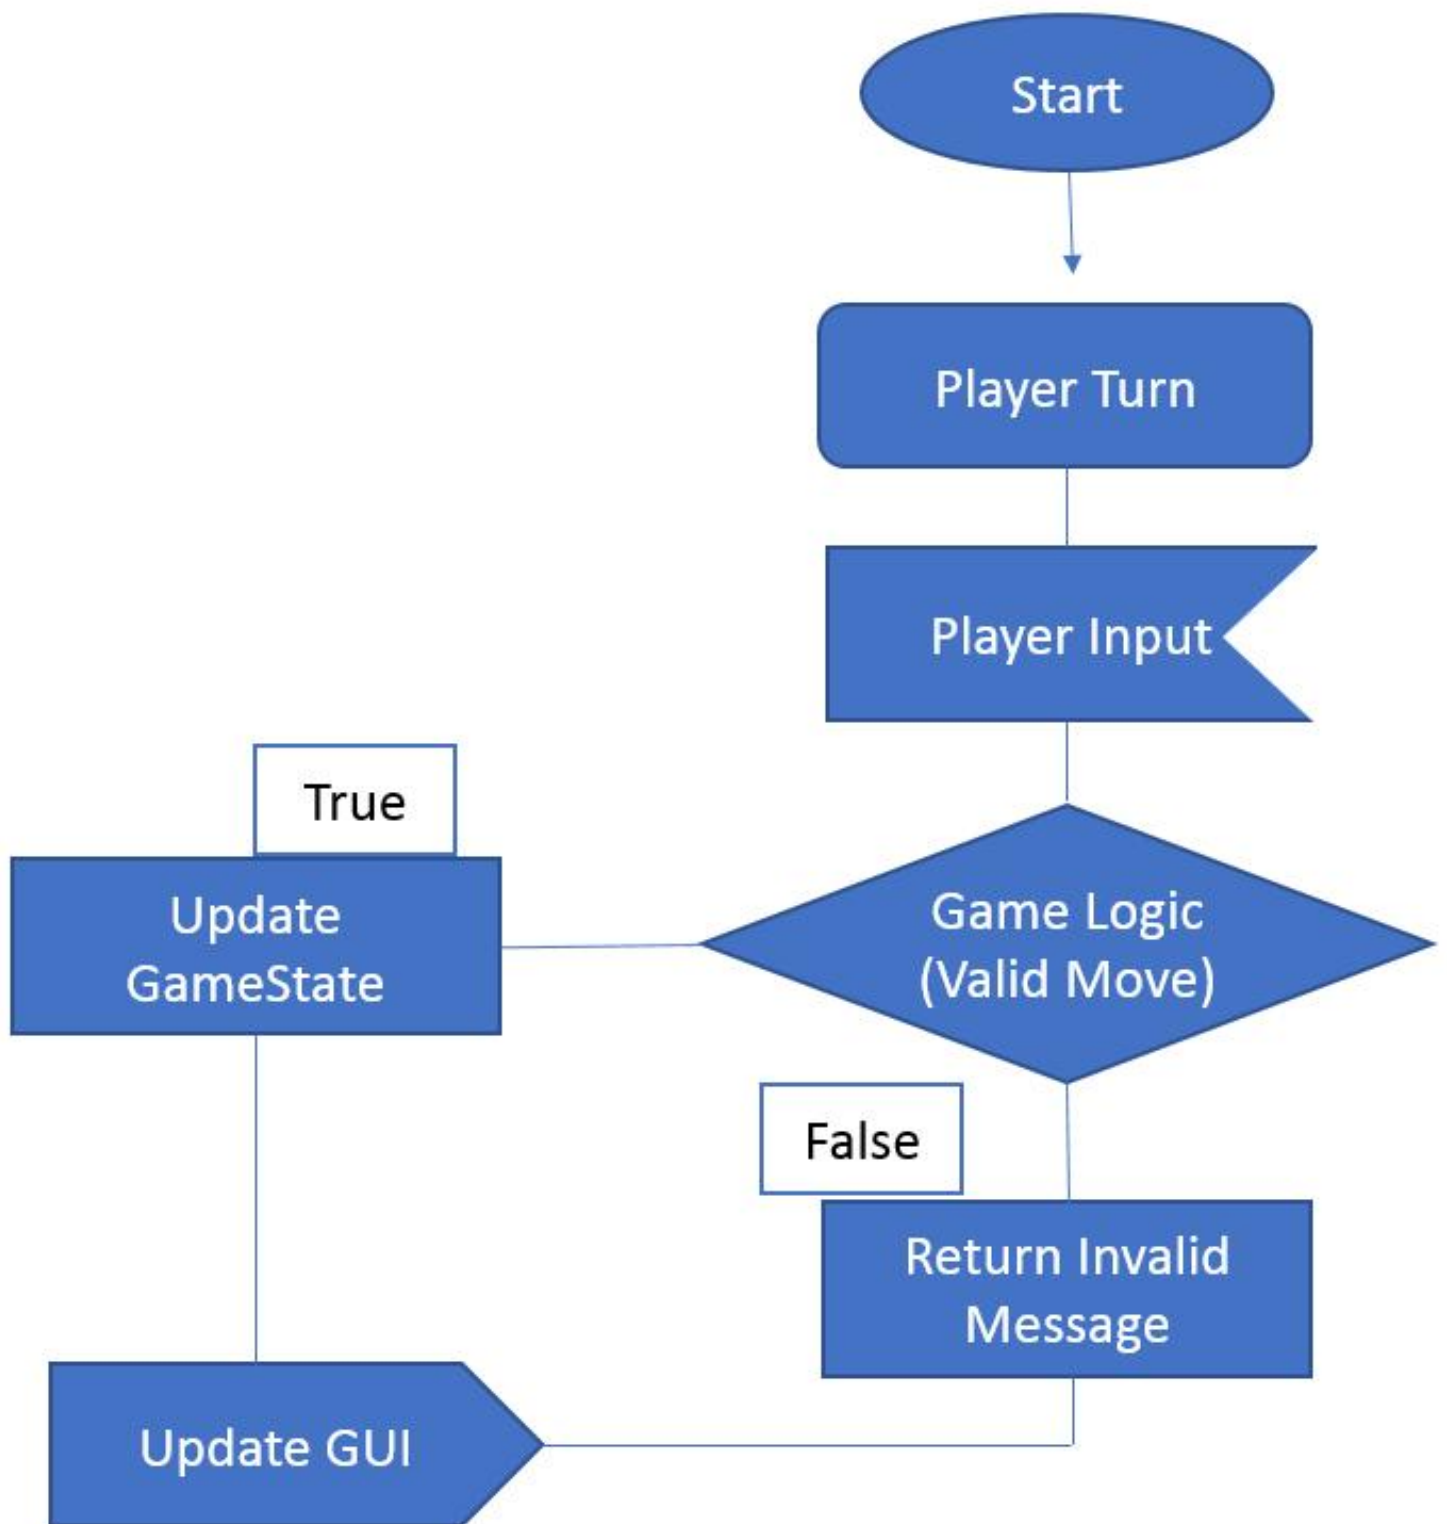 Start
Player Turn
Player Input
True
Update
GameState
Game Logic
(Valid Move)
False
Return Invalid
Message
Update GUI